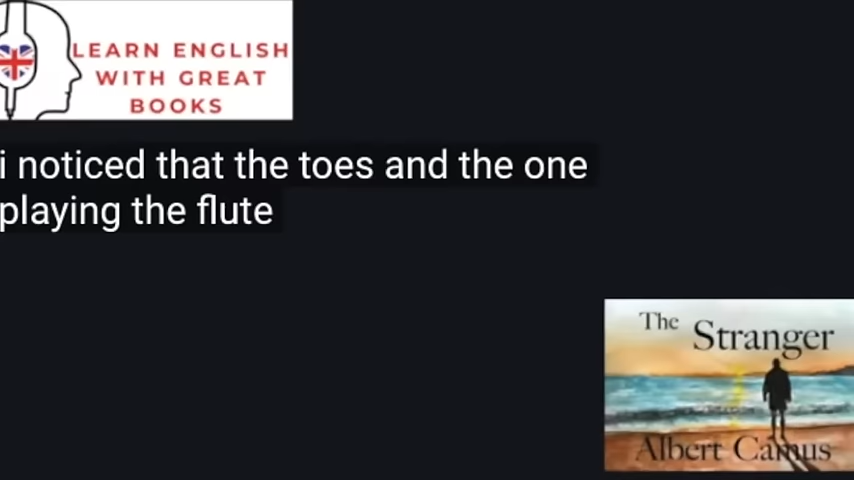 LEARN ENGLISH
WITH GREAT
BOOKS
i noticed that the toes and the one
playing the flute
The Stranger
Albert Camus